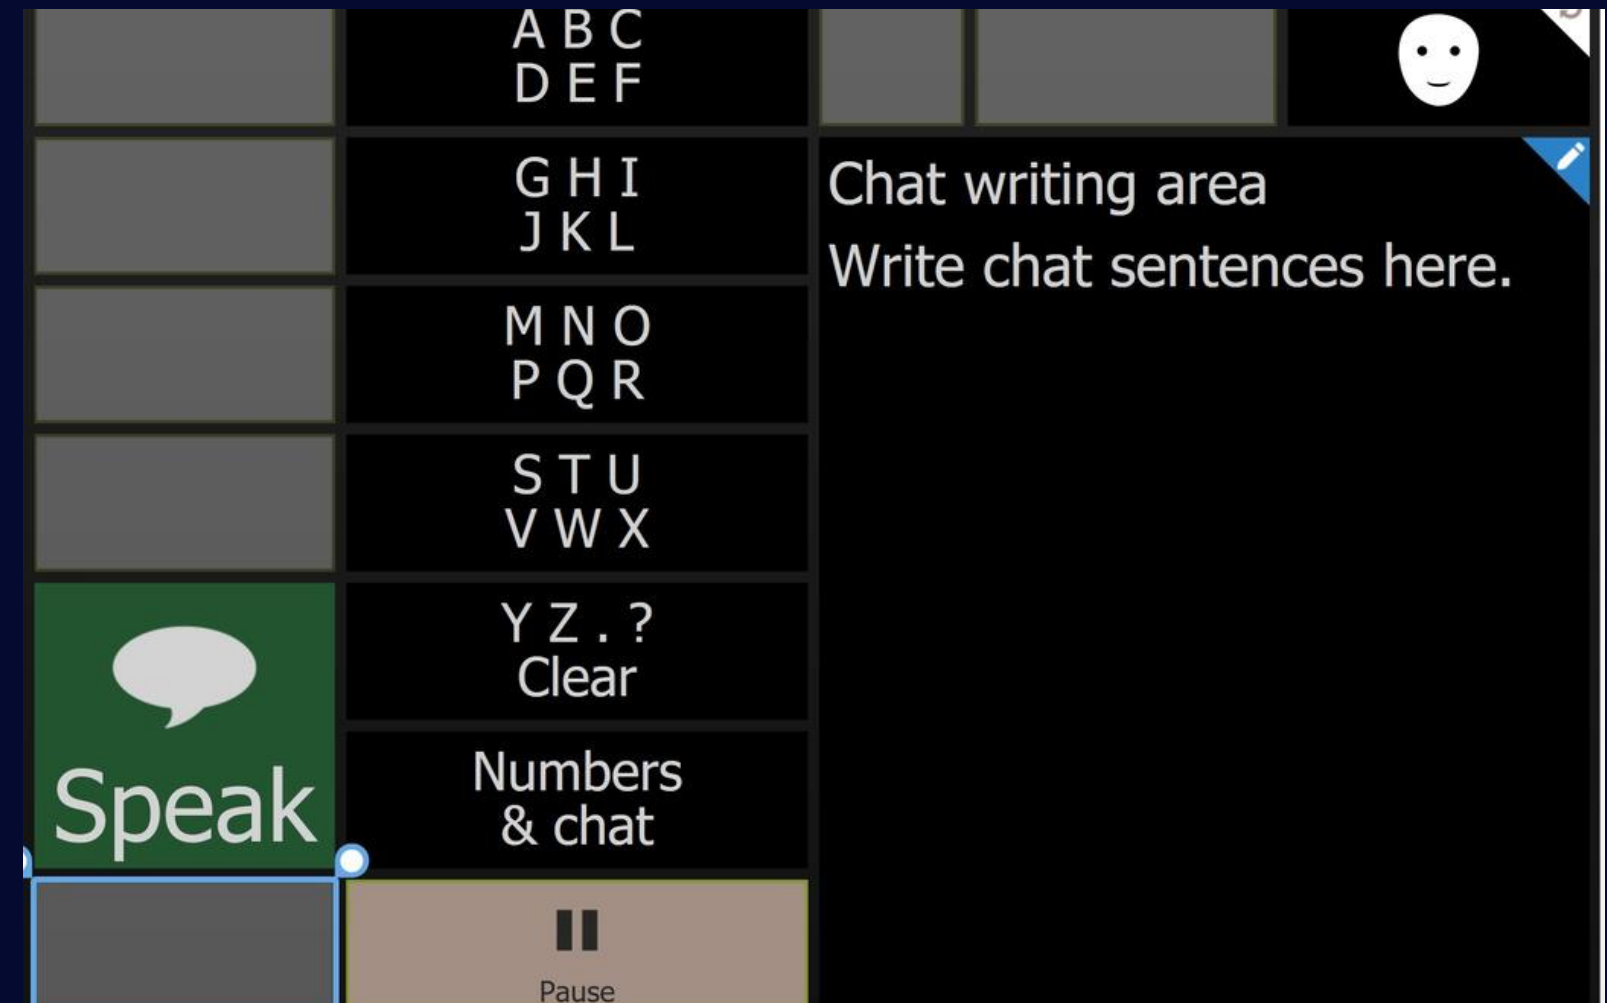 A B C
D E F
G H I
J K L
M N O
P Q R
S T U
V W X
Y Z . ?
Clear
Numbers
& chat
Pause
Speak
Chat writing area
Write chat sentences here.